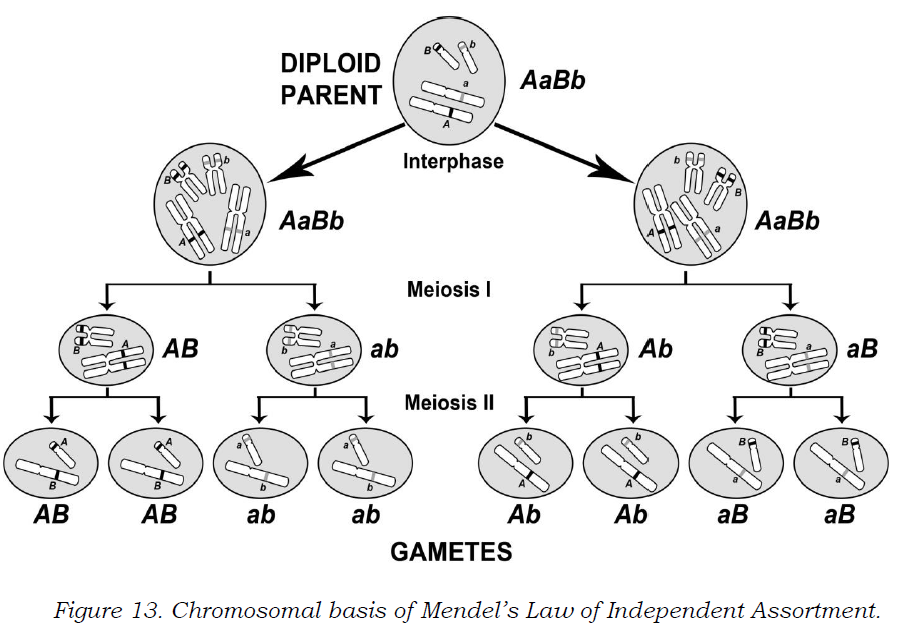 B b
DIPLOID
PARENT
a
AaBb
A
Interphase
B b
A a
AaBb
b B
A a
AaBb
Meiosis I
B A
AB
b a
ab
b A
Ab
B a
aB
Meiosis II
A A a a b b B B
B B b b A A a a
AB AB ab ab Ab Ab aB aB
GAMETES
Figure 13. Chromosomal basis of Mendel's Law of Independent Assortment.